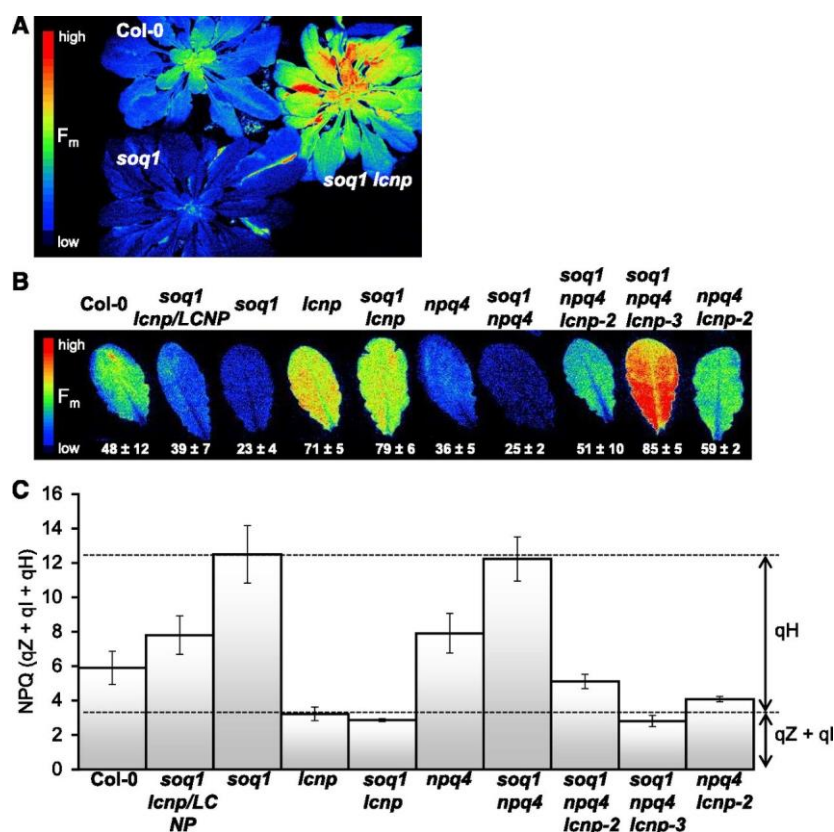 A
high
Fm
low
Col-0
soq1
soq1 lcnp
B
Col-0
soq1
lcnp/LCNP
soq1
lcnp
soq1
lcnp
npq4
soq1
npq4
soq1
npq4
lcnp-2
soq1
npq4
lcnp-3
npq4
lcnp-2
high
Fm
low
48 ± 12 39 ± 7 23 ± 4 71 ± 5 79 ± 6 36 ± 5 25 ± 2 51 ± 10 85 ± 5 59 ± 2
C
NPQ (qZ + qI + qH)
16
14
12
10
8
6
4
2
0
qH
qZ + qI
Col-0
soq1
lcnp/LC
NP
soq1
lcnp
soq1
lcnp
npq4
soq1
npq4
soq1
npq4
lcnp-2
soq1
npq4
lcnp-3
npq4
lcnp-2